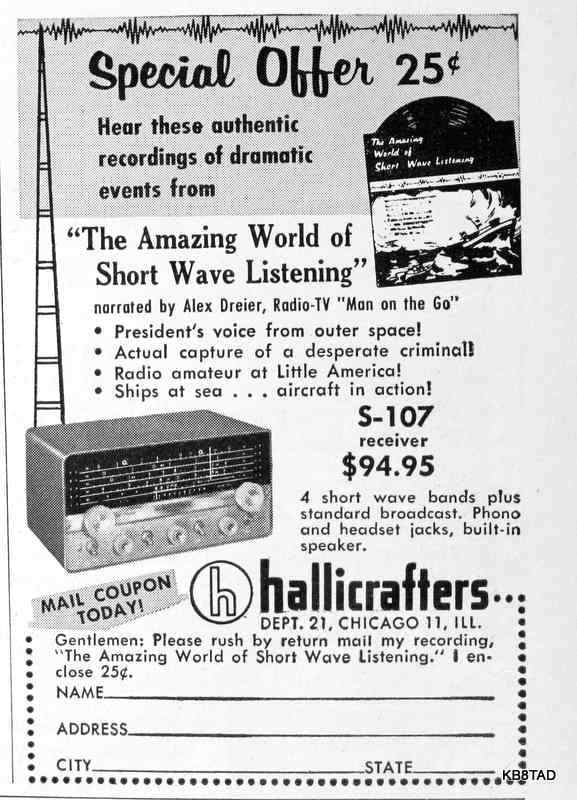 Special Offer 25¢
Hear these authentic
recordings of dramatic
events from
The Amazing
World of
Short Wave Listening
"The Amazing World of
Short Wave Listening"
narrated by Alex Dreier, Radio-TV "Man on the Go"
• President's voice from outer space!
• Actual capture of a desperate criminal!
• Radio amateur at Little America!
• Ships at sea . . . aircraft in action!
S-107
receiver
$94.95
4 short wave bands plus
standard broadcast. Phono
and headset jacks, built-in
speaker.
MAIL COUPON
TODAY!
h hallicrafters...
DEPT. 21, CHICAGO 11, ILL.
Gentlemen: Please rush by return mail my recording,
"The Amazing World of Short Wave Listening." I en-
close 25¢.
NAME
ADDRESS
CITY STATE
KB8TAD